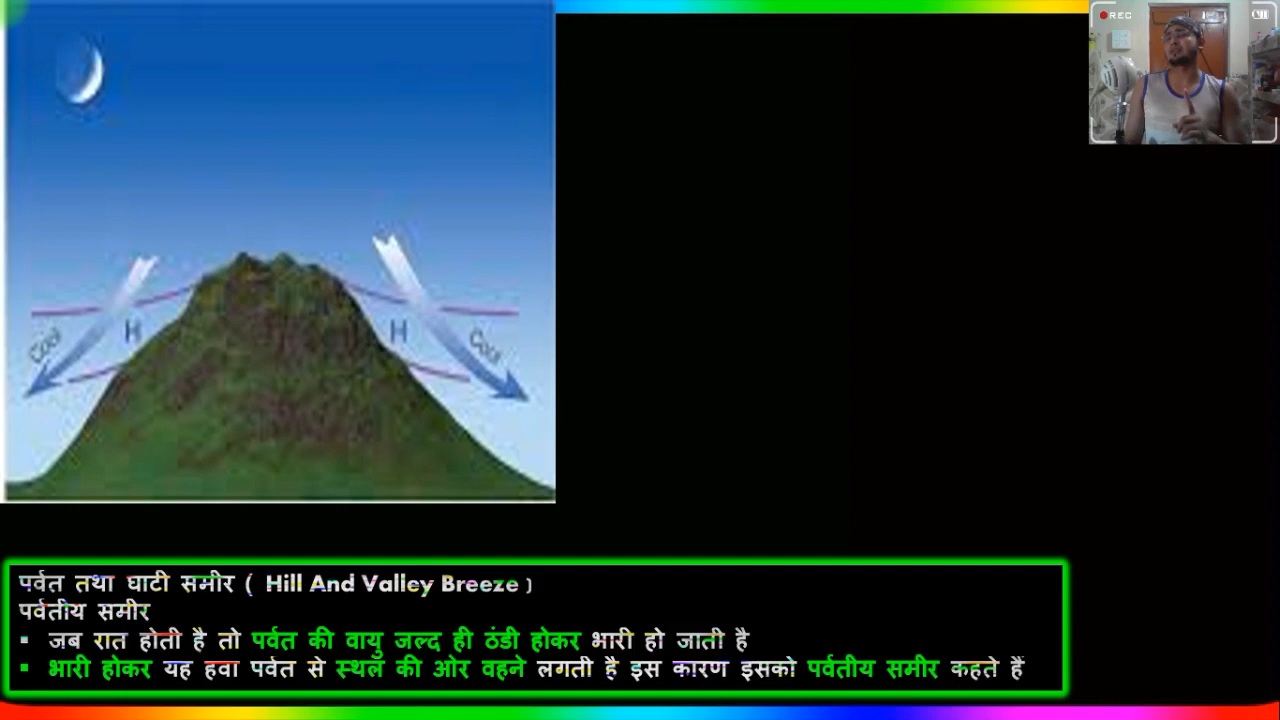 REC
H
H
Cool
Cool
पर्वत तथा घाटी समीर ( Hill And Valley Breeze )
पर्वतीय समीर
▪ जब रात होती है तो पर्वत की वायु जल्द ही ठंडी होकर भारी हो जाती है
▪ भारी होकर यह हवा पर्वत से स्थल की ओर वहने लगती है इस कारण इसको पर्वतीय समीर कहते हैं